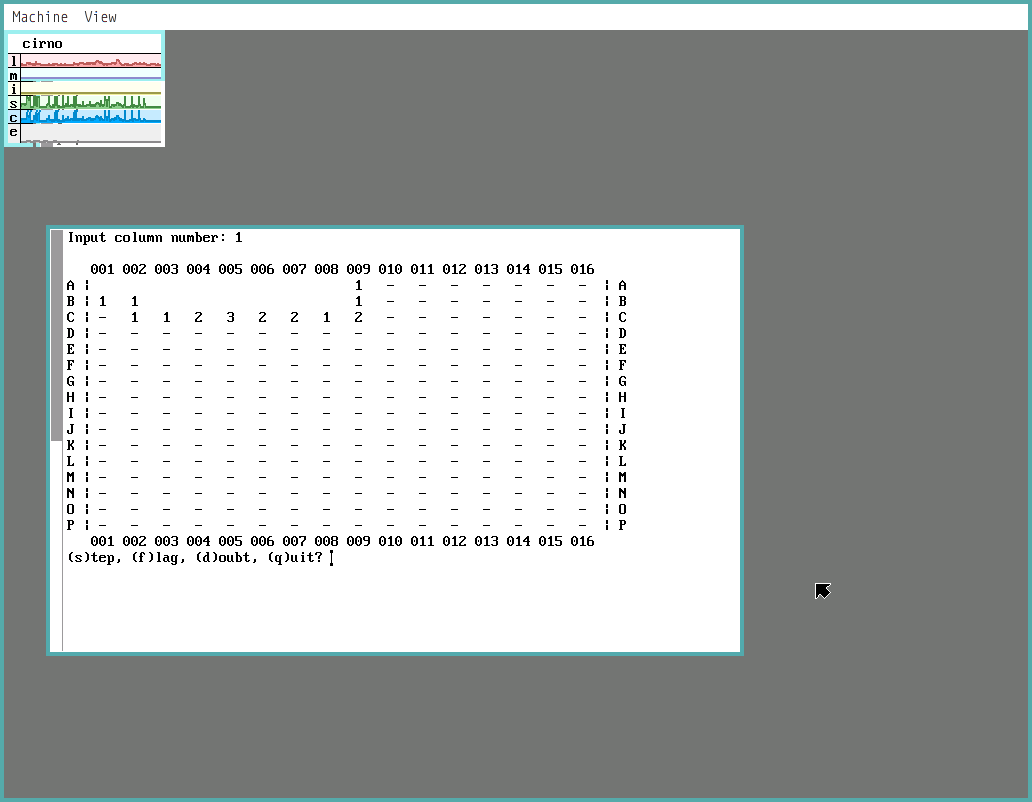 Machine View
cirno
l
m
i
s
c
e
Input column number: 1
001 002 003 004 005 006 007 008 009 010 011 012 013 014 015 016
A ¦ 1 - - - - - - - ¦ A
B ¦ 1 1 1 - - - - - - - ¦ B
C ¦ - 1 1 2 3 2 2 1 2 - - - - - - - ¦ C
D ¦ - - - - - - - - - - - - - - - - ¦ D
E ¦ - - - - - - - - - - - - - - - - ¦ E
F ¦ - - - - - - - - - - - - - - - - ¦ F
G ¦ - - - - - - - - - - - - - - - - ¦ G
H ¦ - - - - - - - - - - - - - - - - ¦ H
I ¦ - - - - - - - - - - - - - - - - ¦ I
J ¦ - - - - - - - - - - - - - - - - ¦ J
K ¦ - - - - - - - - - - - - - - - - ¦ K
L ¦ - - - - - - - - - - - - - - - - ¦ L
M ¦ - - - - - - - - - - - - - - - - ¦ M
N ¦ - - - - - - - - - - - - - - - - ¦ N
O ¦ - - - - - - - - - - - - - - - - ¦ O
P ¦ - - - - - - - - - - - - - - - - ¦ P
001 002 003 004 005 006 007 008 009 010 011 012 013 014 015 016
(s)tep, (f)lag, (d)oubt, (q)uit?